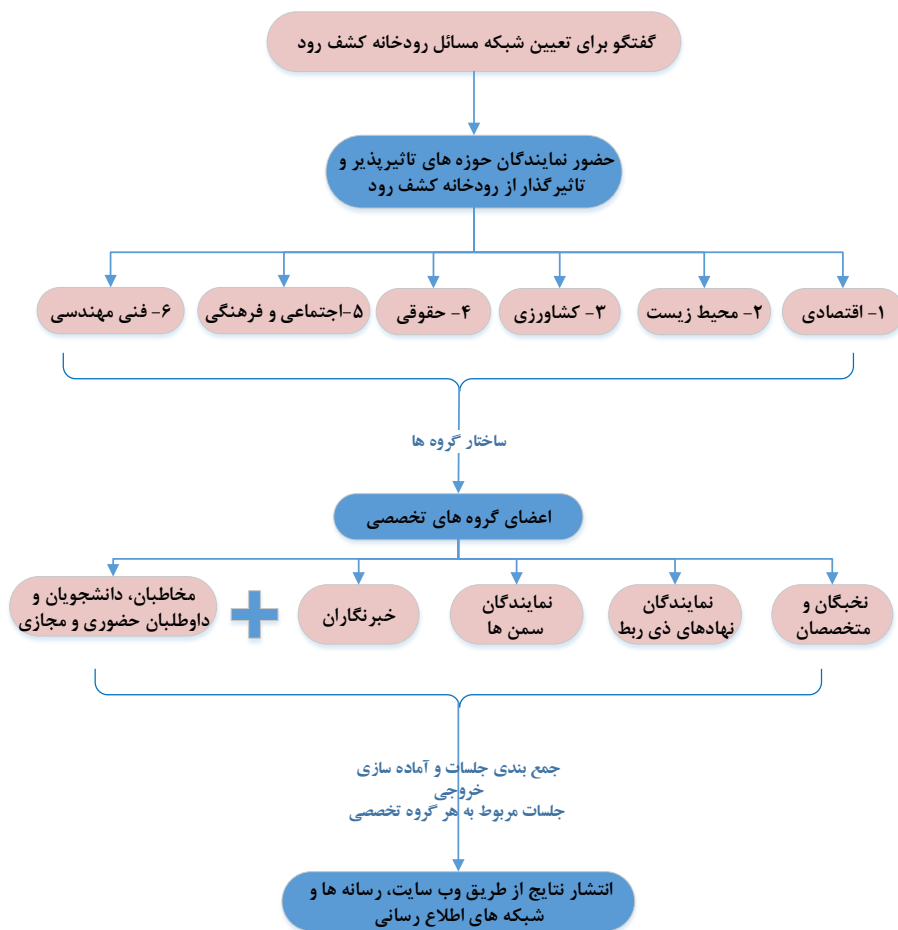 گفتگو برای تعیین شبکه مسائل رودخانه کشف رود
حضور نمایندگان حوزه های تاثیرپذیر و
تاثیرگذار از رودخانه کشف رود
۱- اقتصادی
۲- محیط زیست
۳- کشاورزی
۴- حقوقی
۵-اجتماعی و فرهنگی
۶- فنی مهندسی
ساختار گروه ها
اعضای گروه های تخصصی
نخبگان و
متخصصان
نمایندگان
نهادهای ذی ربط
نمایندگان
سمن ها
خبرنگاران
مخاطبان، دانشجویان و
داوطلبان حضوری و مجازی
جمع بندی جلسات و آماده سازی
خروجی
جلسات مربوط به هر گروه تخصصی
انتشار نتایج از طریق وب سایت، رسانه ها و
شبکه های اطلاع رسانی